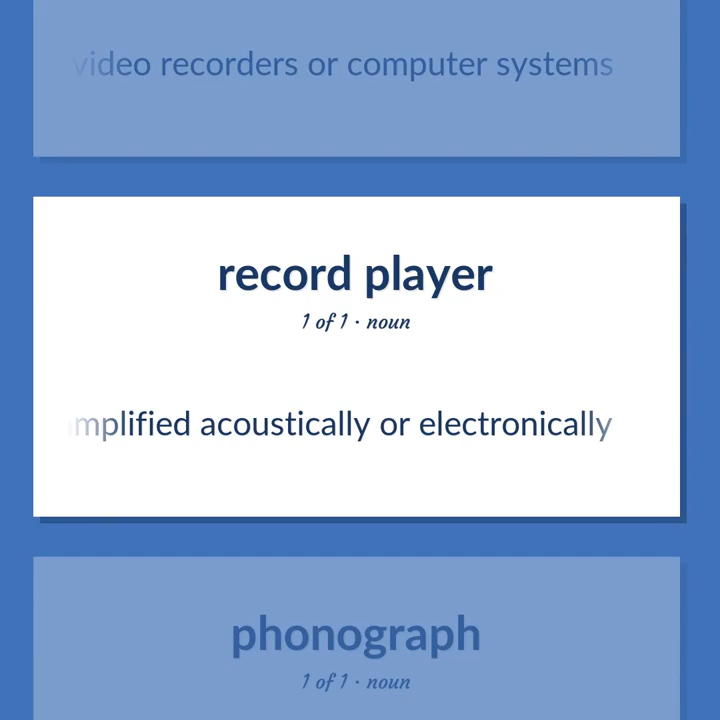 video recorders or computer systems
record player
1 of 1 · noun
amplified acoustically or electronically
phonograph
1 of 1 · noun